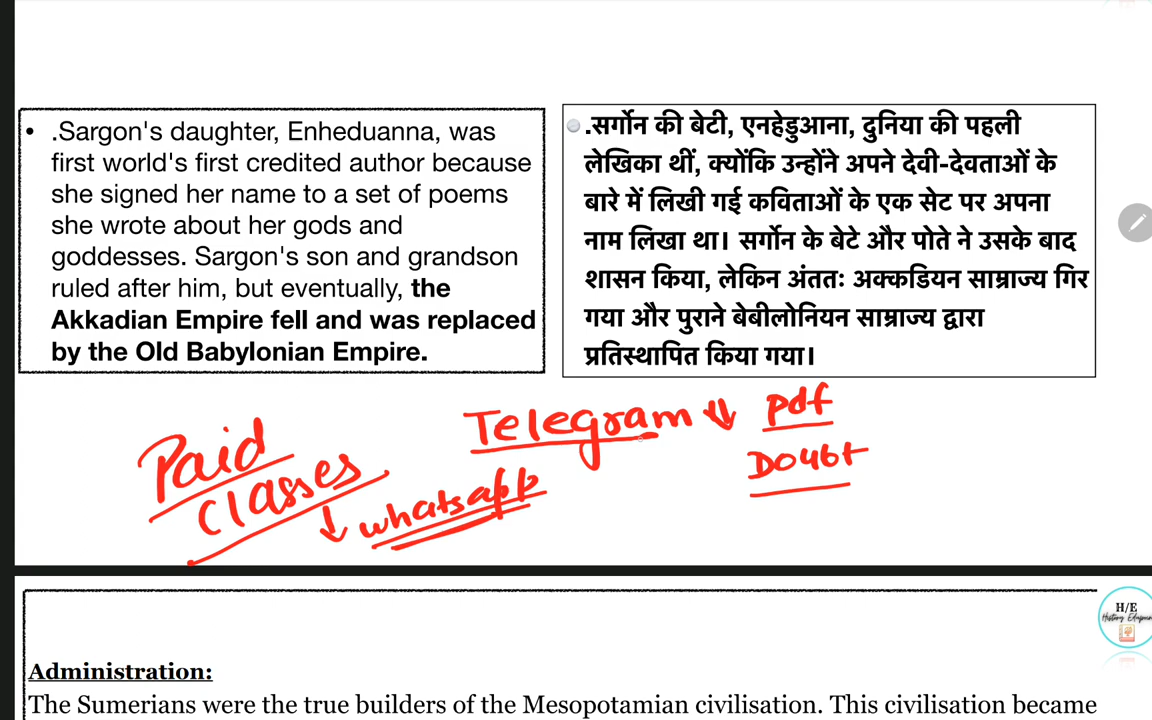 • .Sargon's daughter, Enheduanna, was
first world's first credited author because
she signed her name to a set of poems
she wrote about her gods and
goddesses. Sargon's son and grandson
ruled after him, but eventually, the
Akkadian Empire fell and was replaced
by the Old Babylonian Empire.
.सर्गोन की बेटी, एनहेडुआना, दुनिया की पहली
लेखिका थीं, क्योंकि उन्होंने अपने देवी-देवताओं के
बारे में लिखी गई कविताओं के एक सेट पर अपना
नाम लिखा था। सर्गोन के बेटे और पोते ने उसके बाद
शासन किया, लेकिन अंततः अक्कडियन साम्राज्य गिर
गया और पुराने बेबीलोनियन साम्राज्य द्वारा
प्रतिस्थापित किया गया।
Paid
Classes
↓ whatsapp
Telegram ↓ pdf
Doubt
H/E
Administration:
The Sumerians were the true builders of the Mesopotamian civilisation. This civilisation became